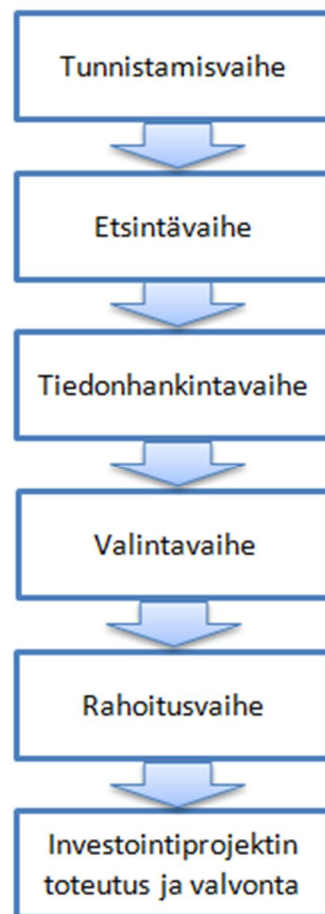 Tunnistamisvaihe
Etsintävaihe
Tiedonhankintavaihe
Valintavaihe
Rahoitusvaihe
Investointiprojektin
toteutus ja valvonta